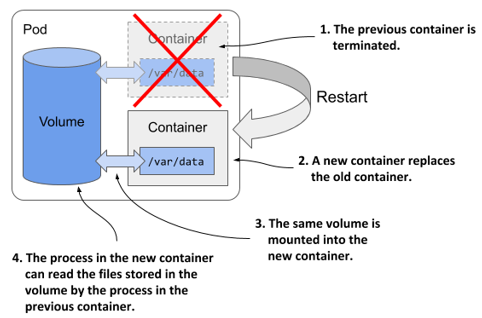 Pod
Container
/var/data
1. The previous container is
terminated.
Restart
Volume
Container
/var/data
2. A new container replaces
the old container.
3. The same volume is
mounted into the
new container.
4. The process in the new container
can read the files stored in the
volume by the process in the
previous container.